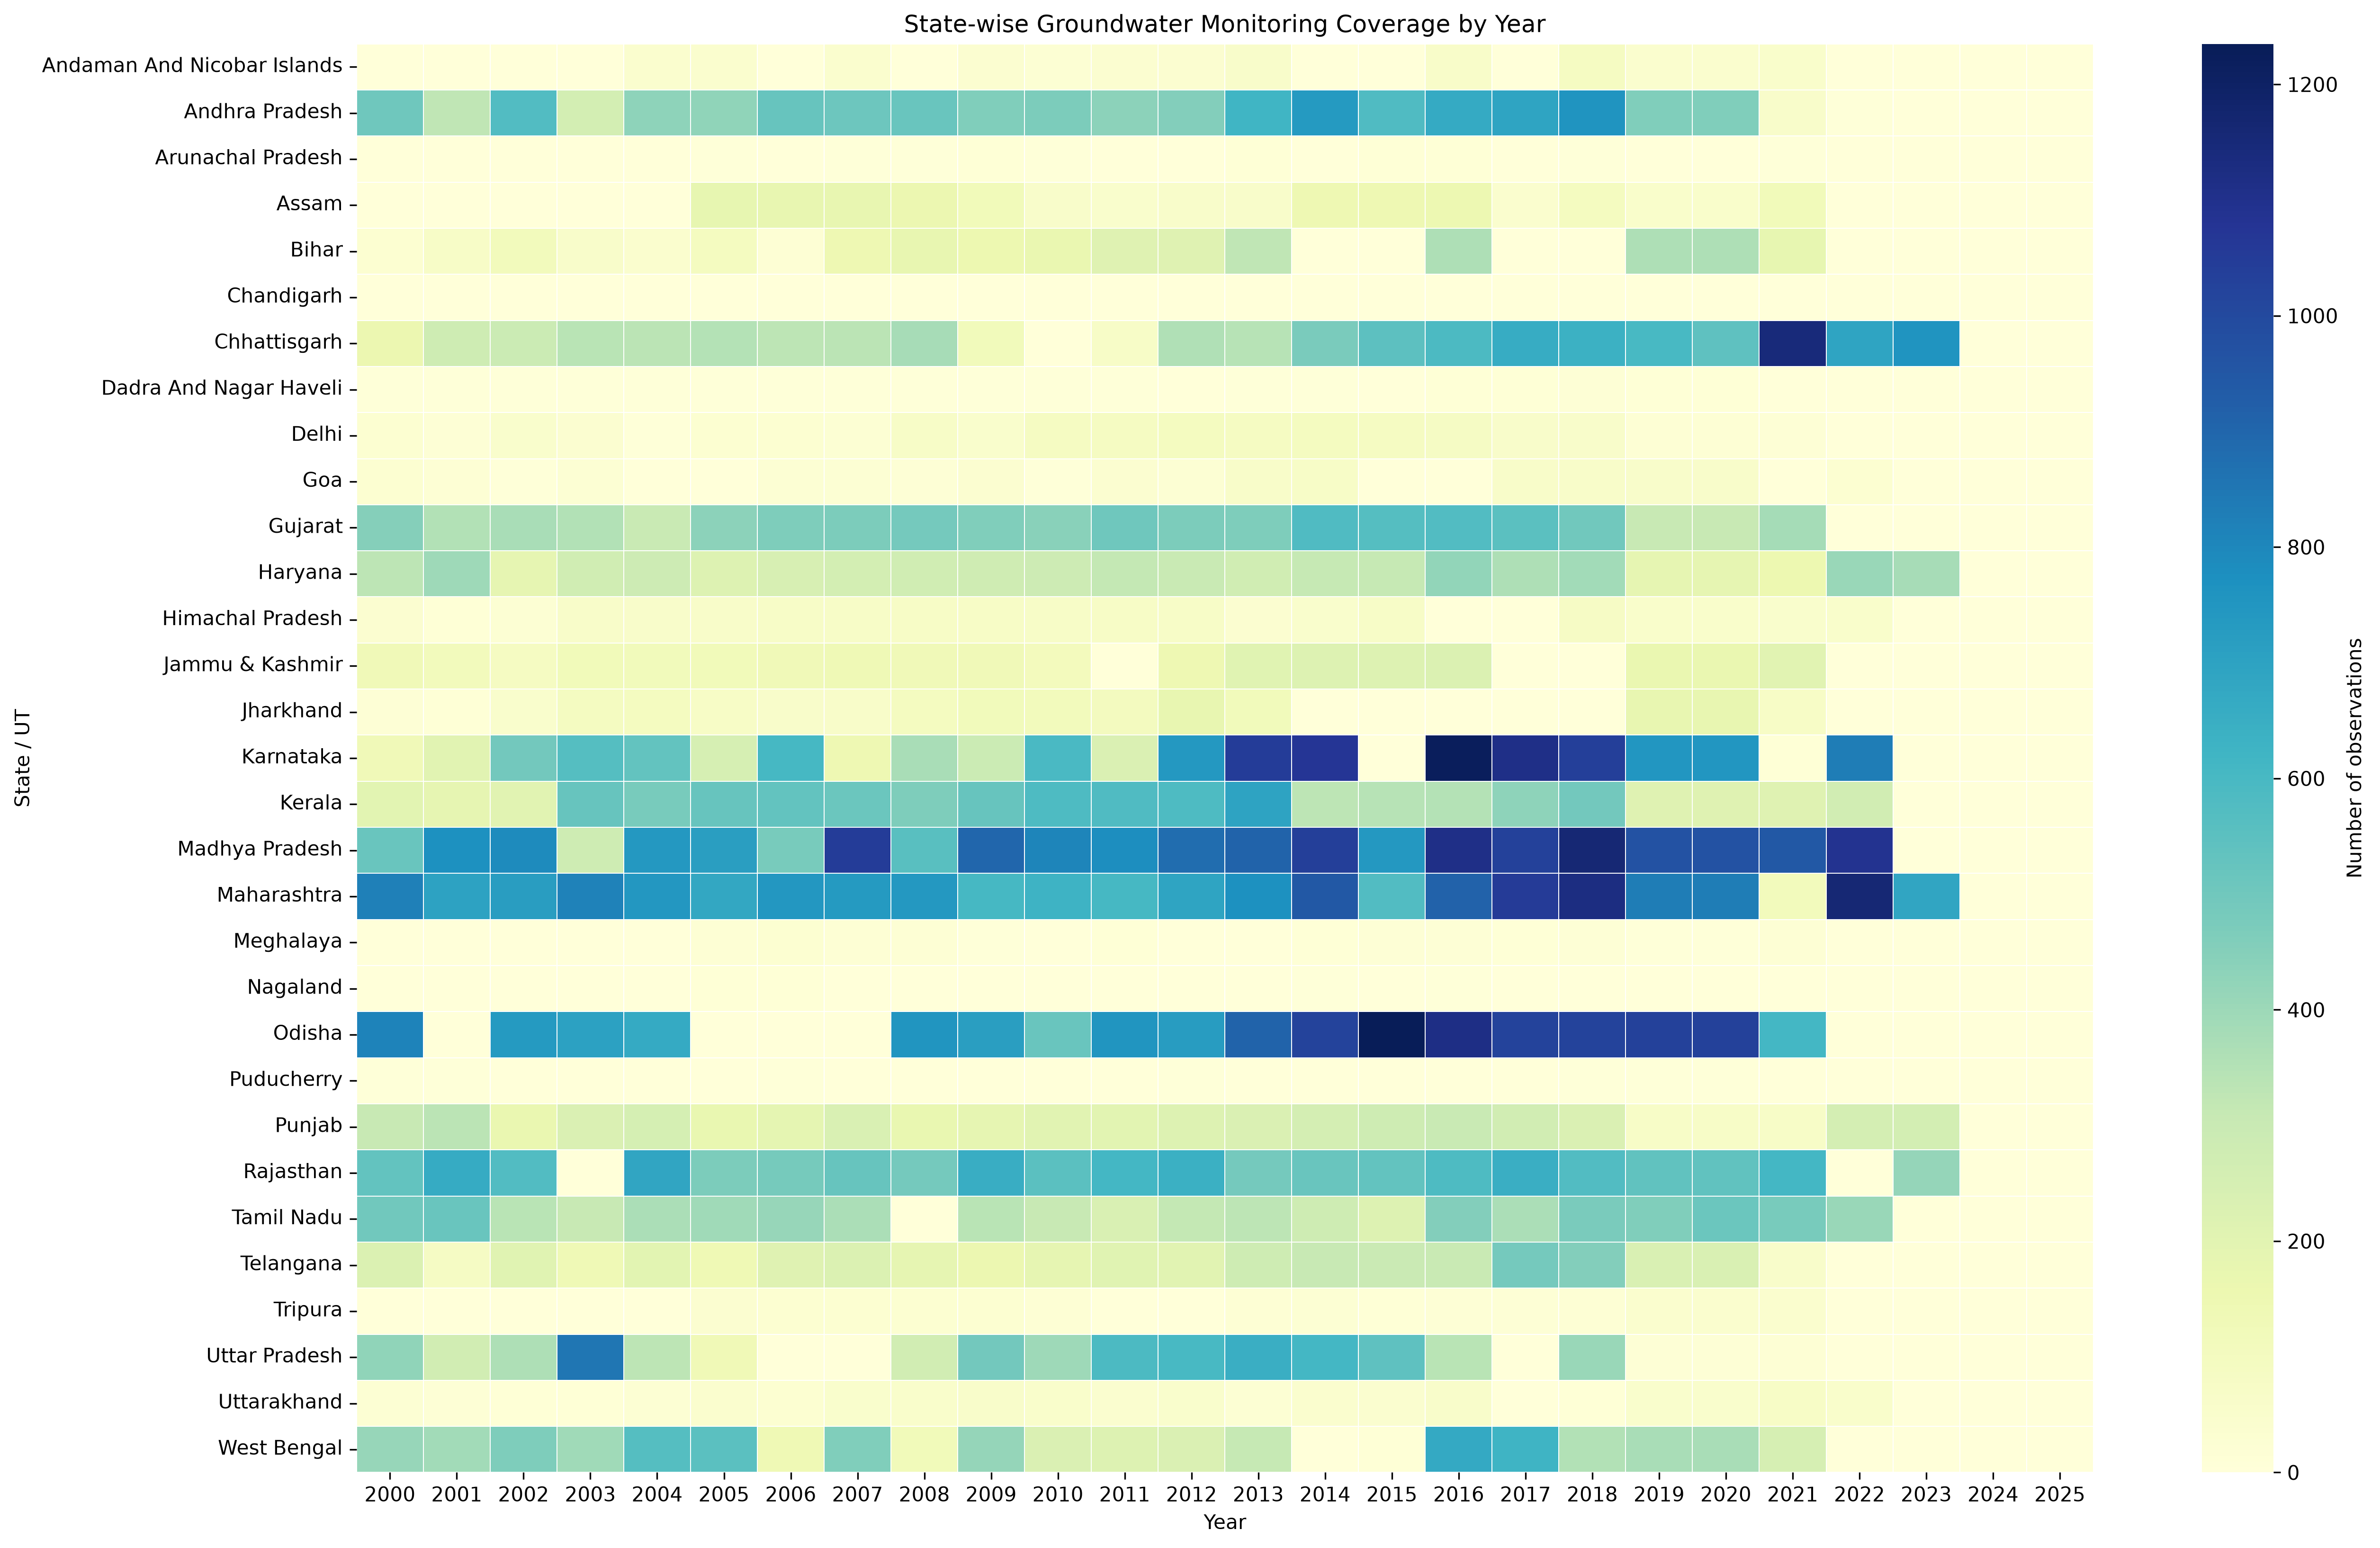 State-wise Groundwater Monitoring Coverage by Year
State / UT
Andaman And Nicobar Islands
Andhra Pradesh
Arunachal Pradesh
Assam
Bihar
Chandigarh
Chhattisgarh
Dadra And Nagar Haveli
Delhi
Goa
Gujarat
Haryana
Himachal Pradesh
Jammu & Kashmir
Jharkhand
Karnataka
Kerala
Madhya Pradesh
Maharashtra
Meghalaya
Nagaland
Odisha
Puducherry
Punjab
Rajasthan
Tamil Nadu
Telangana
Tripura
Uttar Pradesh
Uttarakhand
West Bengal
2000 2001 2002 2003 2004 2005 2006 2007 2008 2009 2010 2011 2012 2013 2014 2015 2016 2017 2018 2019 2020 2021 2022 2023 2024 2025
Year
1200
1000
800
600
400
200
0
Number of observations